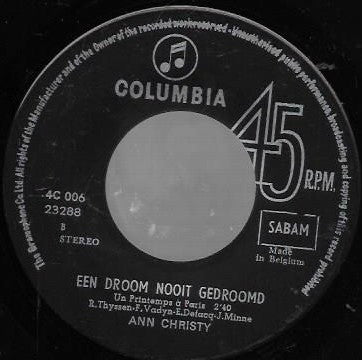 The Gramophone Co Ltd. All rights of the Manufacturer and of the Owner of the recorded work reserved. Unauthorised public performance, broadcasting and copying of this record prohibited
COLUMBIA
45
R.P.M.
4C 006
23288
B
STEREO
SABAM
Made
in Belgium
EEN DROOM NOOIT GEDROOMD
Un Printemps à Paris 2'40
R.Thyssen-F.Vadyn-E.Defacq-J.Minne
ANN CHRISTY